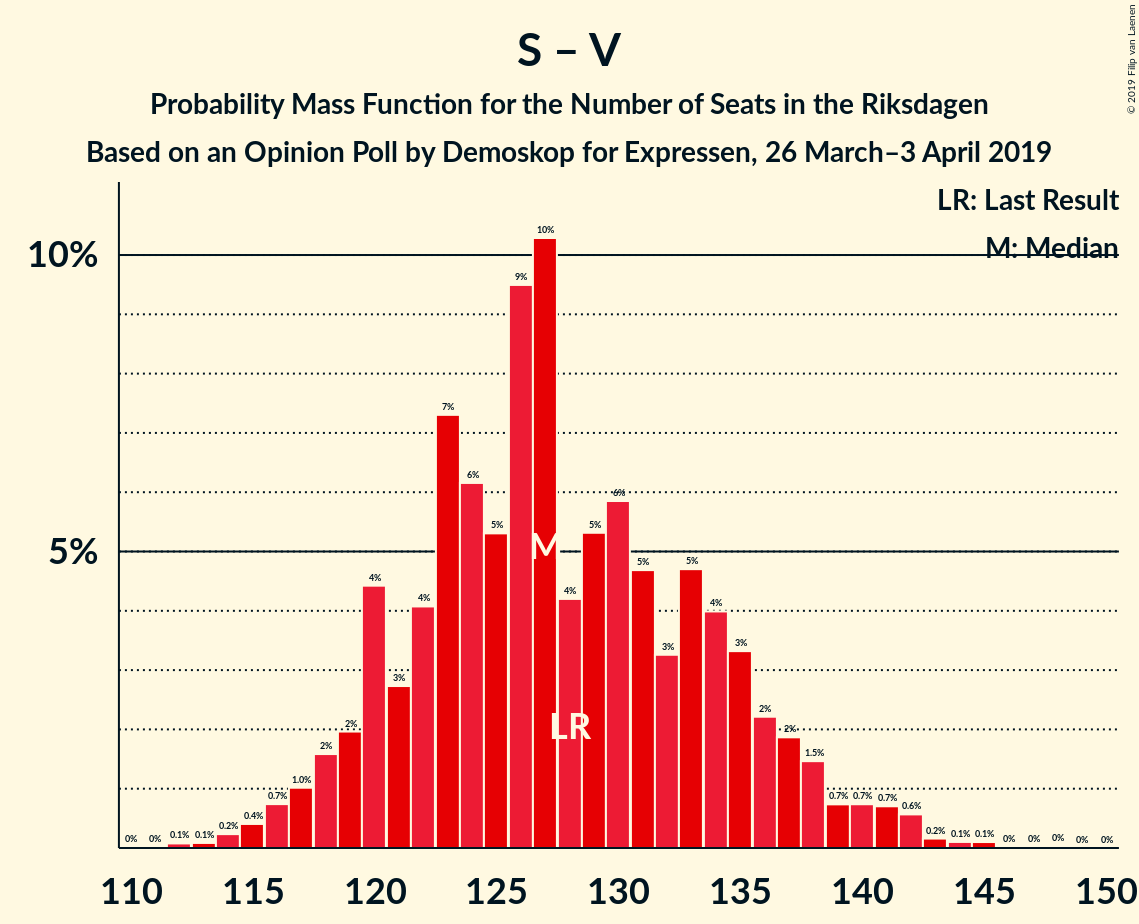 S – V
Probability Mass Function for the Number of Seats in the Riksdagen
Based on an Opinion Poll by Demoskop for Expressen, 26 March–3 April 2019
© 2019 Filip van Laenen
LR: Last Result
M: Median
10%
5%
0% 0% 0.1% 0.1% 0.2% 0.4% 0.7% 1.0% 2% 2% 4% 3% 4% 7% 6% 5% 9% 10% 4% 5% 6% 5% 3% 5% 4% 3% 2% 2% 1.5% 0.7% 0.7% 0.7% 0.6% 0.2% 0.1% 0.1% 0% 0% 0% 0% 0%
M
LR
110 115 120 125 130 135 140 145 150